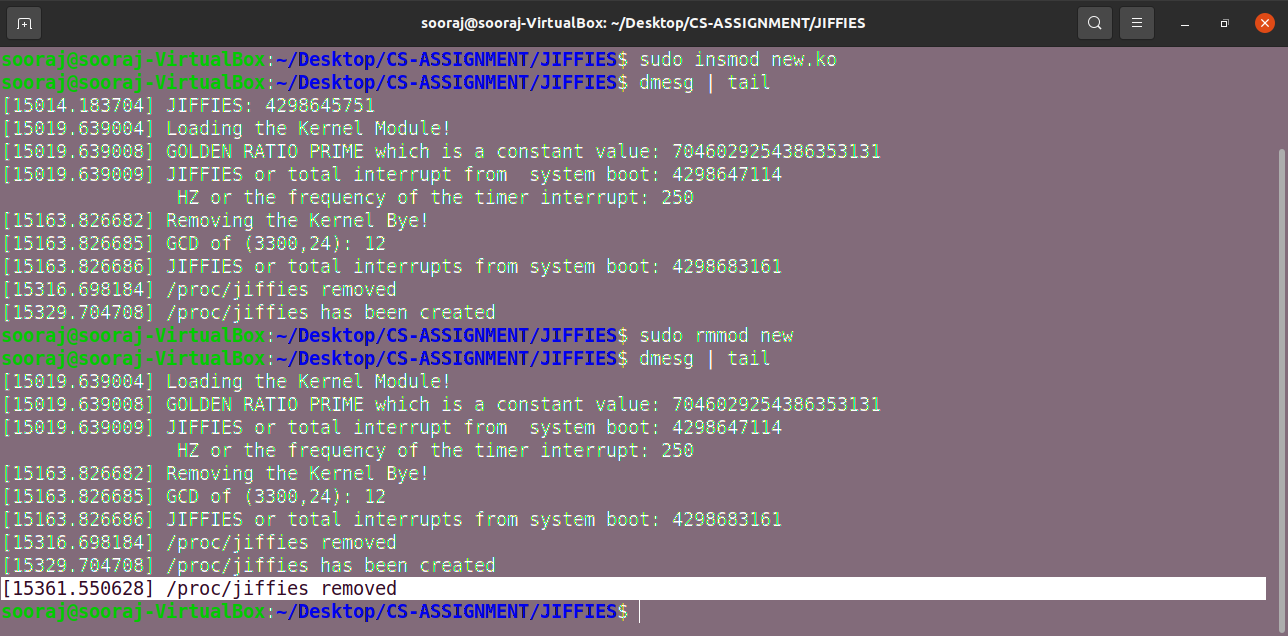 sooraj@sooraj-VirtualBox: ~/Desktop/CS-ASSIGNMENT/JIFFIES
sooraj@sooraj-VirtualBox:~/Desktop/CS-ASSIGNMENT/JIFFIES$ sudo insmod new.ko
sooraj@sooraj-VirtualBox:~/Desktop/CS-ASSIGNMENT/JIFFIES$ dmesg | tail
[15014.183704] JIFFIES: 4298645751
[15019.639004] Loading the Kernel Module!
[15019.639008] GOLDEN RATIO PRIME which is a constant value: 7046029254386353131
[15019.639009] JIFFIES or total interrupt from  system boot: 4298647114
                HZ or the frequency of the timer interrupt: 250
[15163.826682] Removing the Kernel Bye!
[15163.826685] GCD of (3300,24): 12
[15163.826686] JIFFIES or total interrupts from system boot: 4298683161
[15316.698184] /proc/jiffies removed
[15329.704708] /proc/jiffies has been created
sooraj@sooraj-VirtualBox:~/Desktop/CS-ASSIGNMENT/JIFFIES$ sudo rmmod new
sooraj@sooraj-VirtualBox:~/Desktop/CS-ASSIGNMENT/JIFFIES$ dmesg | tail
[15019.639004] Loading the Kernel Module!
[15019.639008] GOLDEN RATIO PRIME which is a constant value: 7046029254386353131
[15019.639009] JIFFIES or total interrupt from  system boot: 4298647114
                HZ or the frequency of the timer interrupt: 250
[15163.826682] Removing the Kernel Bye!
[15163.826685] GCD of (3300,24): 12
[15163.826686] JIFFIES or total interrupts from system boot: 4298683161
[15316.698184] /proc/jiffies removed
[15329.704708] /proc/jiffies has been created
[15361.550628] /proc/jiffies removed
sooraj@sooraj-VirtualBox:~/Desktop/CS-ASSIGNMENT/JIFFIES$